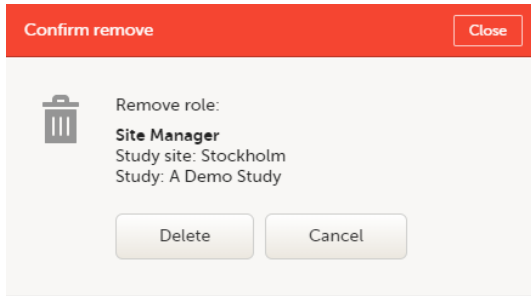 Confirm remove
Close
Remove role:
Site Manager
Study site: Stockholm
Study: A Demo Study
Delete
Cancel